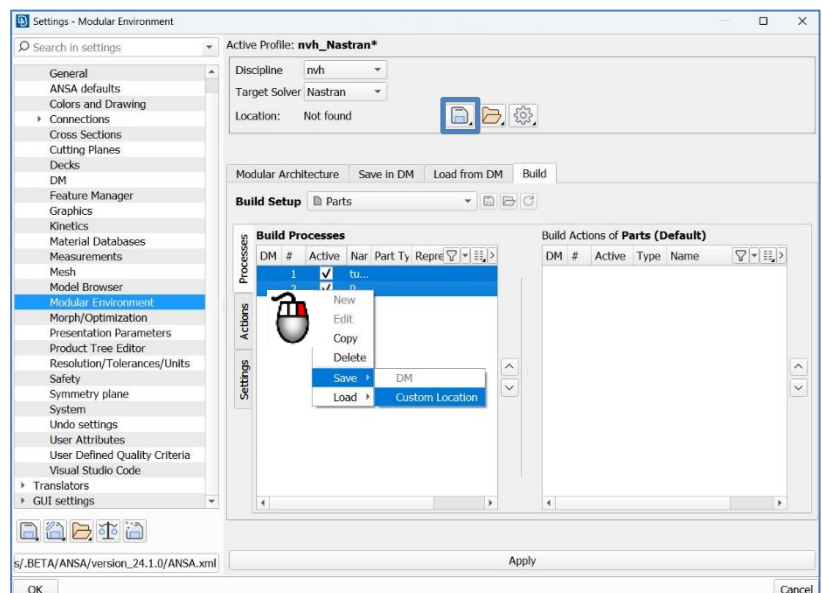 Settings - Modular Environment
Search in settings
General
ANSA defaults
Colors and Drawing
Connections
Cross Sections
Cutting Planes
Decks
DM
Feature Manager
Graphics
Kinetics
Material Databases
Measurements
Mesh
Model Browser
Modular Environment
Morph/Optimization
Presentation Parameters
Product Tree Editor
Resolution/Tolerances/Units
Safety
Symmetry plane
System
Undo settings
User Attributes
User Defined Quality Criteria
Visual Studio Code
Translators
GUI settings
s/.BETA/ANSA/version_24.1.0/ANSA.xml
Active Profile: nvh_Nastran*
Discipline nvh
Target Solver Nastran
Location: Not found
Modular Architecture Save in DM Load from DM Build
Build Setup Parts
Processes
Actions
Settings
Build Processes
DM # Active Nar Part Ty Repre
1 tu...
2
New
Edit
Copy
Delete
Save DM
Load Custom Location
Build Actions of Parts (Default)
DM # Active Type Name
Apply
OK Cancel